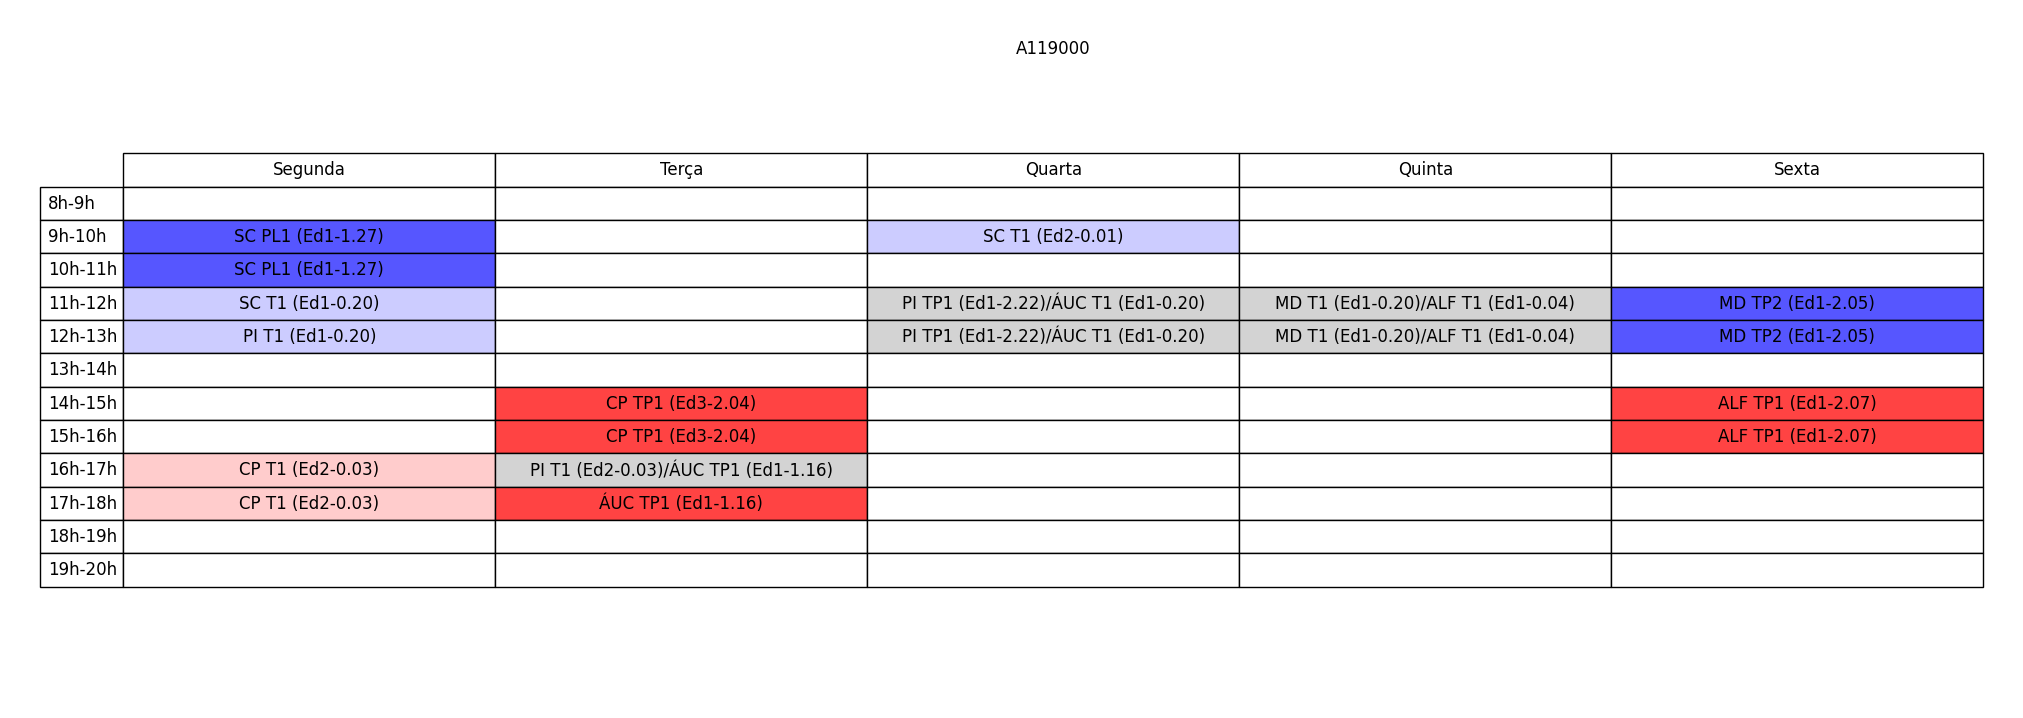 A119000
Segunda Terça Quarta Quinta Sexta
8h-9h
9h-10h SC PL1 (Ed1-1.27) SC T1 (Ed2-0.01)
10h-11h SC PL1 (Ed1-1.27)
11h-12h SC T1 (Ed1-0.20) PI TP1 (Ed1-2.22)/ÁUC T1 (Ed1-0.20) MD T1 (Ed1-0.20)/ALF T1 (Ed1-0.04) MD TP2 (Ed1-2.05)
12h-13h PI T1 (Ed1-0.20) PI TP1 (Ed1-2.22)/ÁUC T1 (Ed1-0.20) MD T1 (Ed1-0.20)/ALF T1 (Ed1-0.04) MD TP2 (Ed1-2.05)
13h-14h
14h-15h CP TP1 (Ed3-2.04) ALF TP1 (Ed1-2.07)
15h-16h CP TP1 (Ed3-2.04) ALF TP1 (Ed1-2.07)
16h-17h CP T1 (Ed2-0.03) PI T1 (Ed2-0.03)/ÁUC TP1 (Ed1-1.16)
17h-18h CP T1 (Ed2-0.03) ÁUC TP1 (Ed1-1.16)
18h-19h
19h-20h